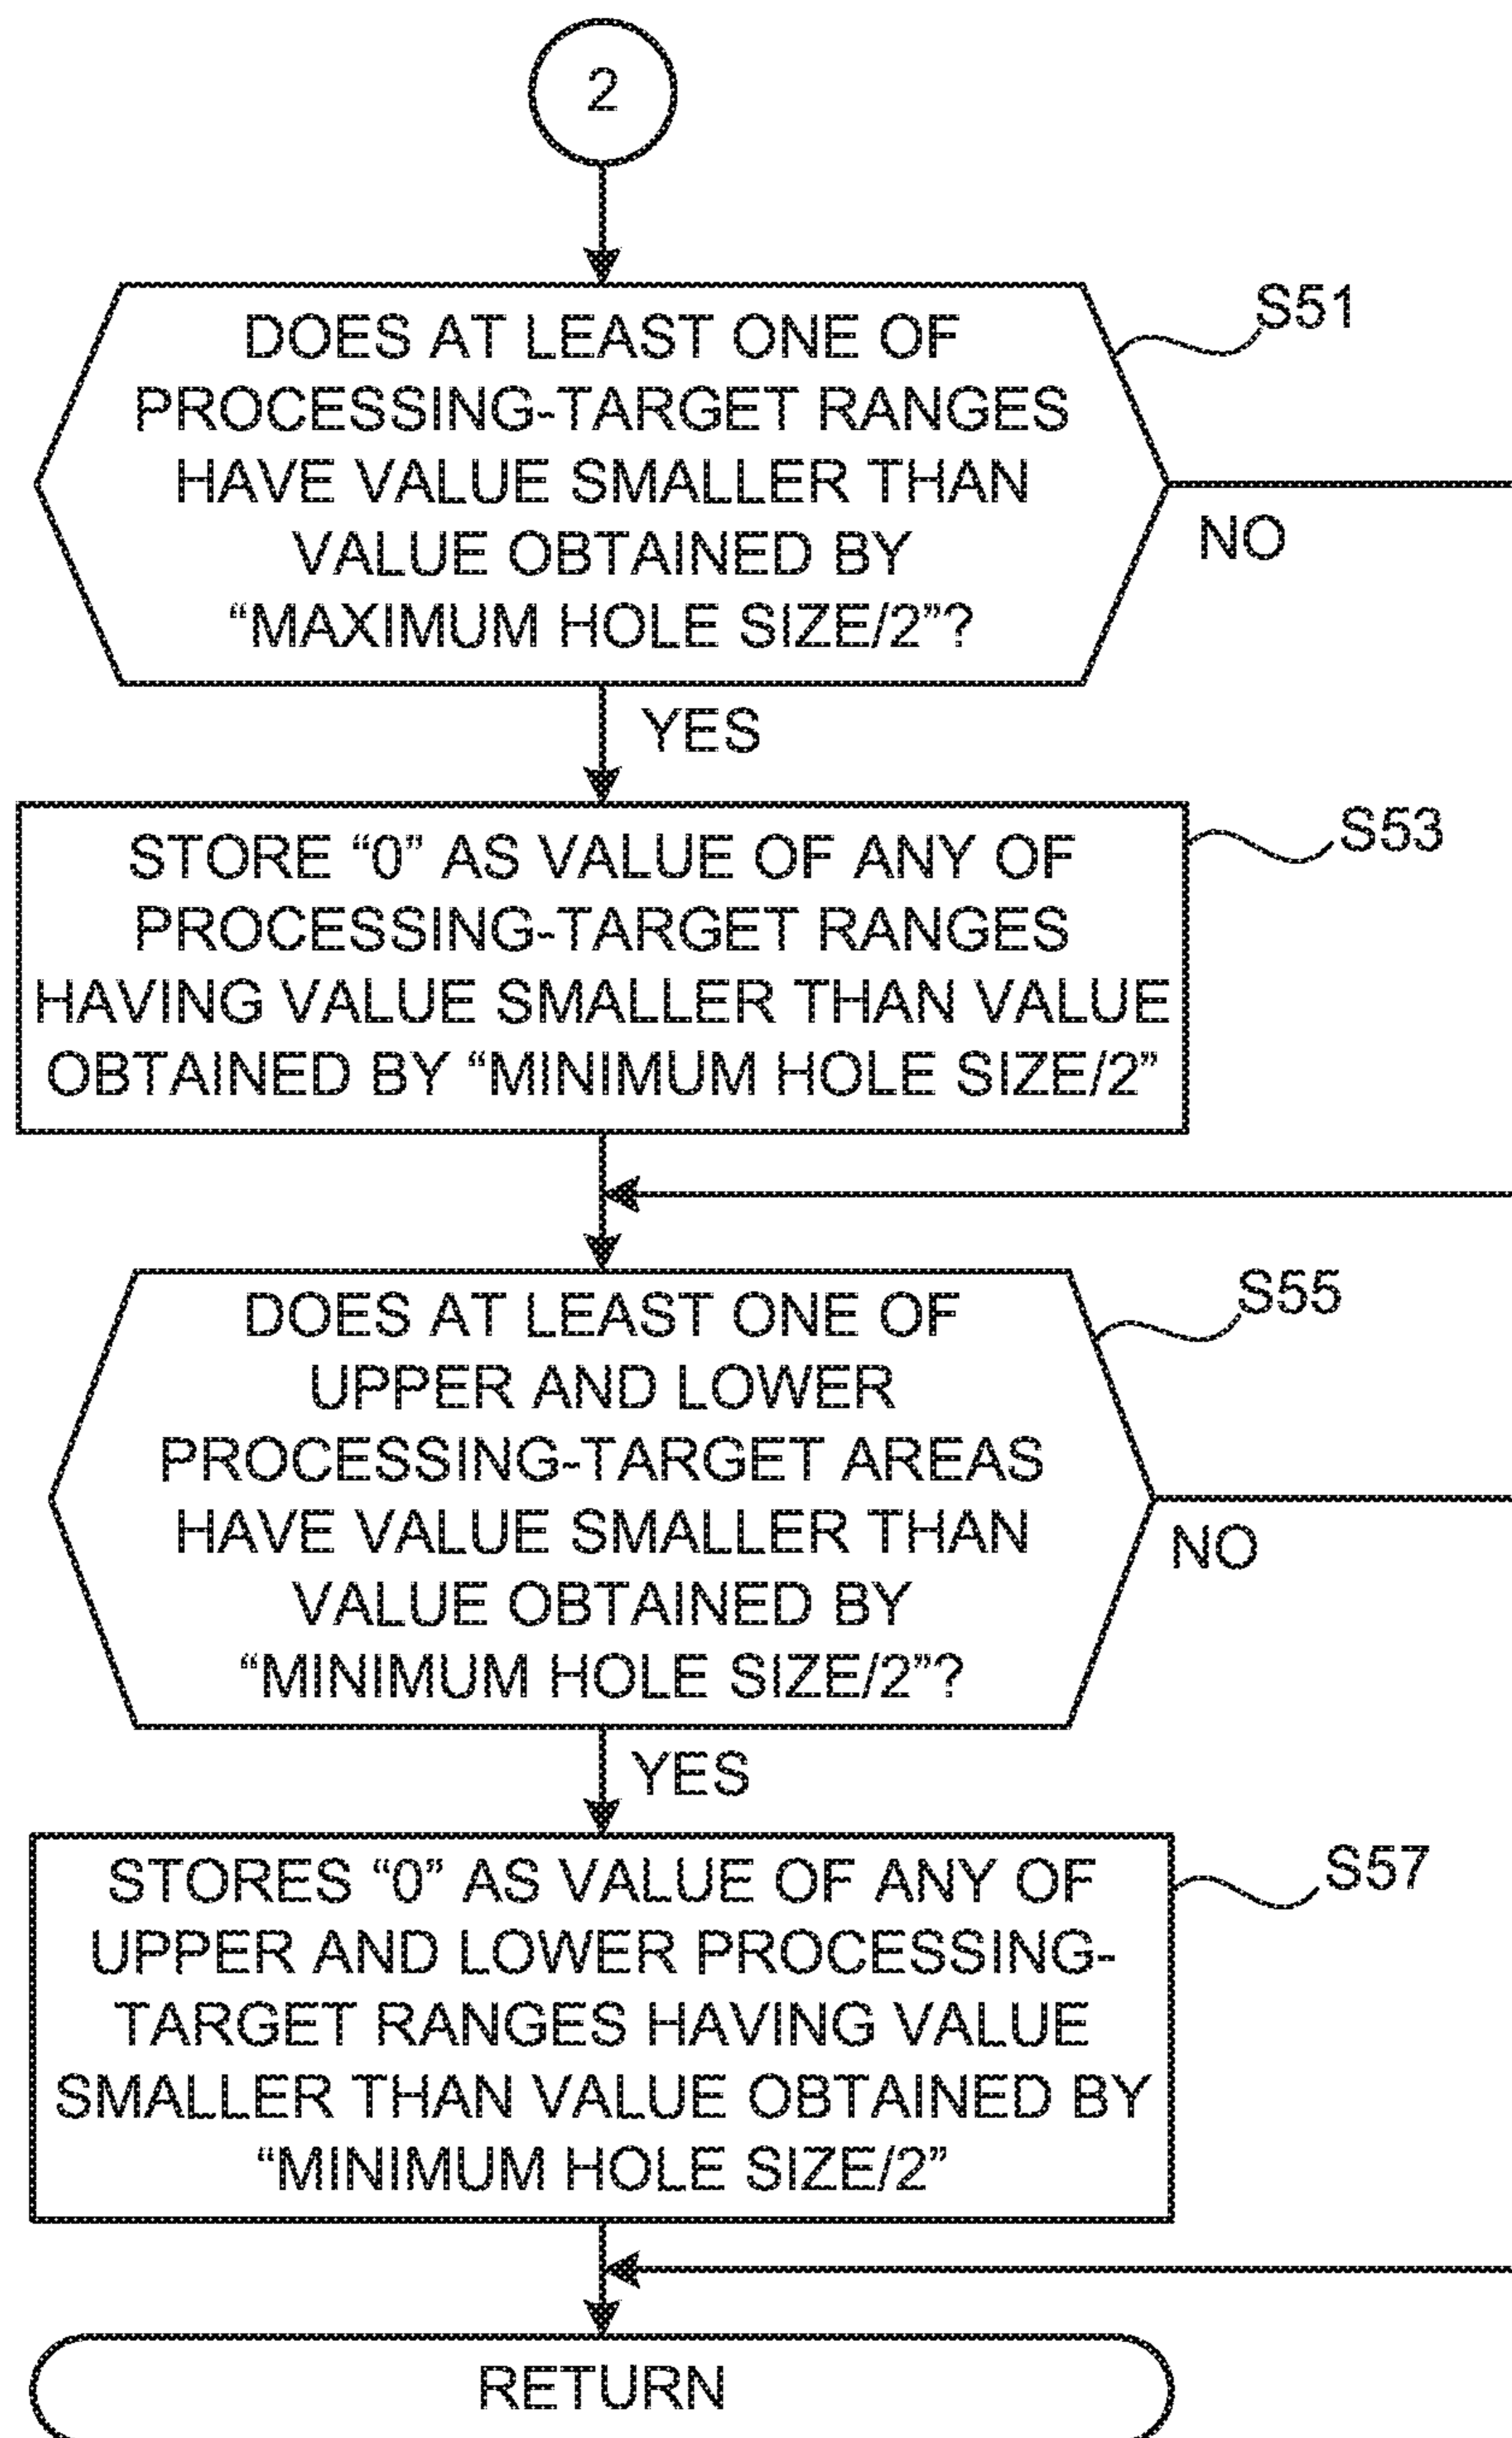 2
DOES AT LEAST ONE OF
PROCESSING-TARGET RANGES
HAVE VALUE SMALLER THAN
VALUE OBTAINED BY
“MAXIMUM HOLE SIZE/2”?
S51
NO
YES
STORE “0” AS VALUE OF ANY OF
PROCESSING-TARGET RANGES
HAVING VALUE SMALLER THAN VALUE
OBTAINED BY “MINIMUM HOLE SIZE/2”
S53
DOES AT LEAST ONE OF
UPPER AND LOWER
PROCESSING-TARGET AREAS
HAVE VALUE SMALLER THAN
VALUE OBTAINED BY
“MINIMUM HOLE SIZE/2”?
S55
NO
YES
STORES “0” AS VALUE OF ANY OF
UPPER AND LOWER PROCESSING-
TARGET RANGES HAVING VALUE
SMALLER THAN VALUE OBTAINED BY
“MINIMUM HOLE SIZE/2”
S57
RETURN